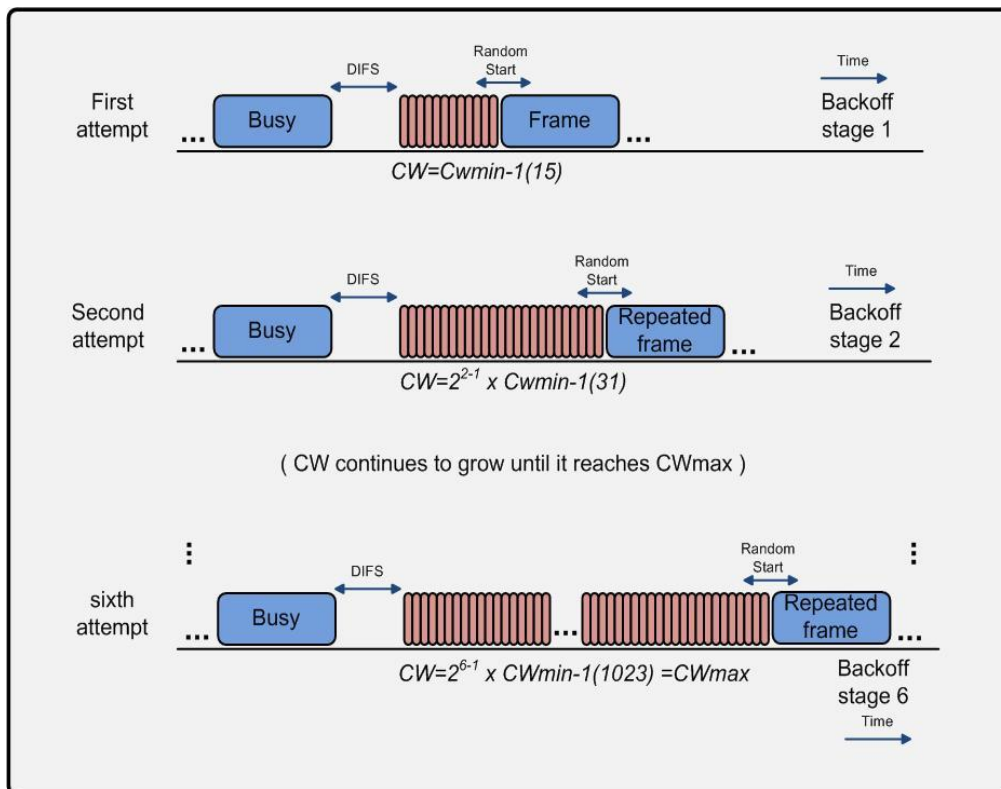 Random
Start
DIFS
Time
First
attempt
...
Busy
Frame
...
Backoff
stage 1
CW=Cwmin-1(15)
Random
Start
DIFS
Time
Second
attempt
...
Busy
Repeated
frame
...
Backoff
stage 2
CW=2^2-1 x Cwmin-1(31)
( CW continues to grow until it reaches CWmax )
...
...
Random
Start
DIFS
sixth
attempt
...
Busy
...
Repeated
frame
...
CW=2^6-1 x CWmin-1(1023) =CWmax
Backoff
stage 6
Time